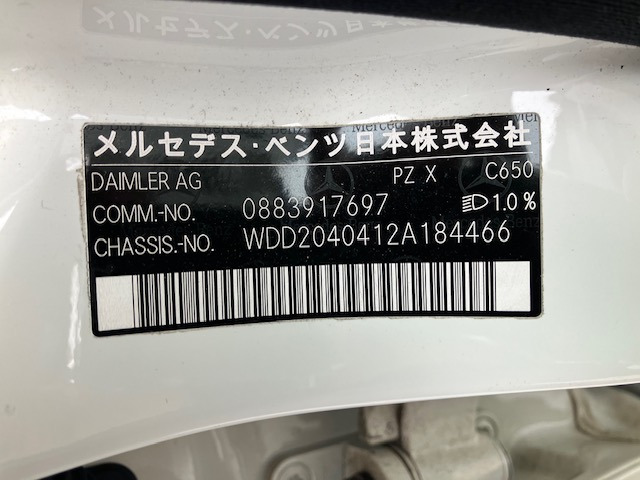 メルセデス・ベンツ日本株式会社
DAIMLER AG PZ X C650
COMM.-NO. 0883917697 1.0%
CHASSIS.-NO. WDD2040412A184466